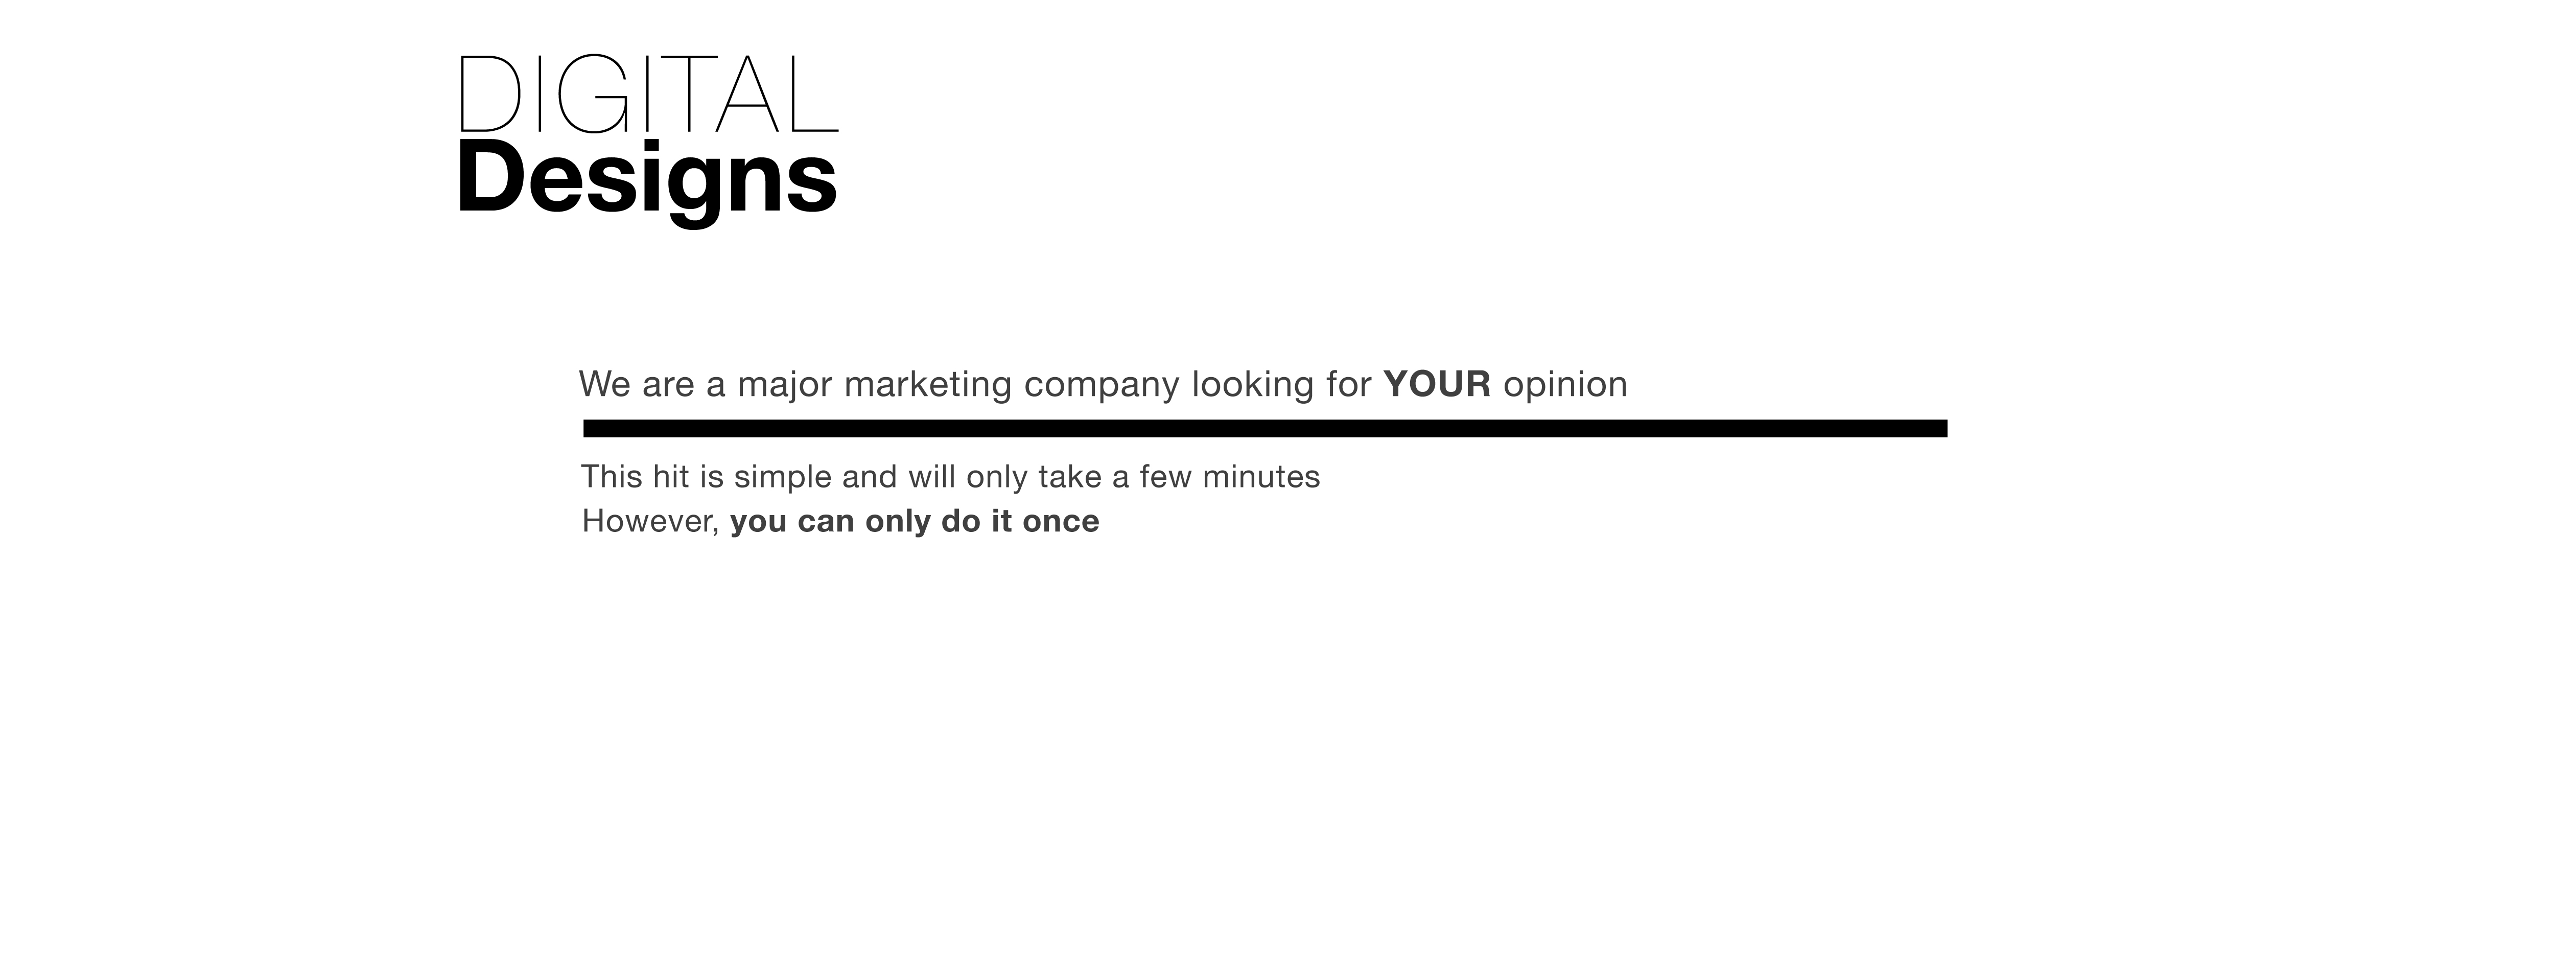 DIGITAL
Designs
We are a major marketing company looking for YOUR opinion
This hit is simple and will only take a few minutes
However, you can only do it once